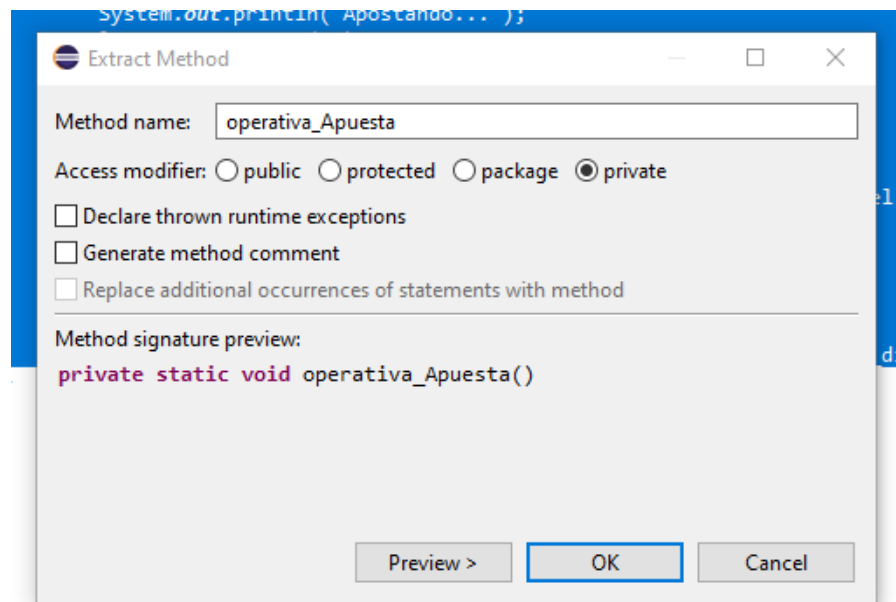 System.out.println("Apostando...");
Extract Method
Method name: operativa_Apuesta
Access modifier: public protected package private
Declare thrown runtime exceptions
Generate method comment
Replace additional occurrences of statements with method
Method signature preview:
private static void operativa_Apuesta()
Preview > OK Cancel